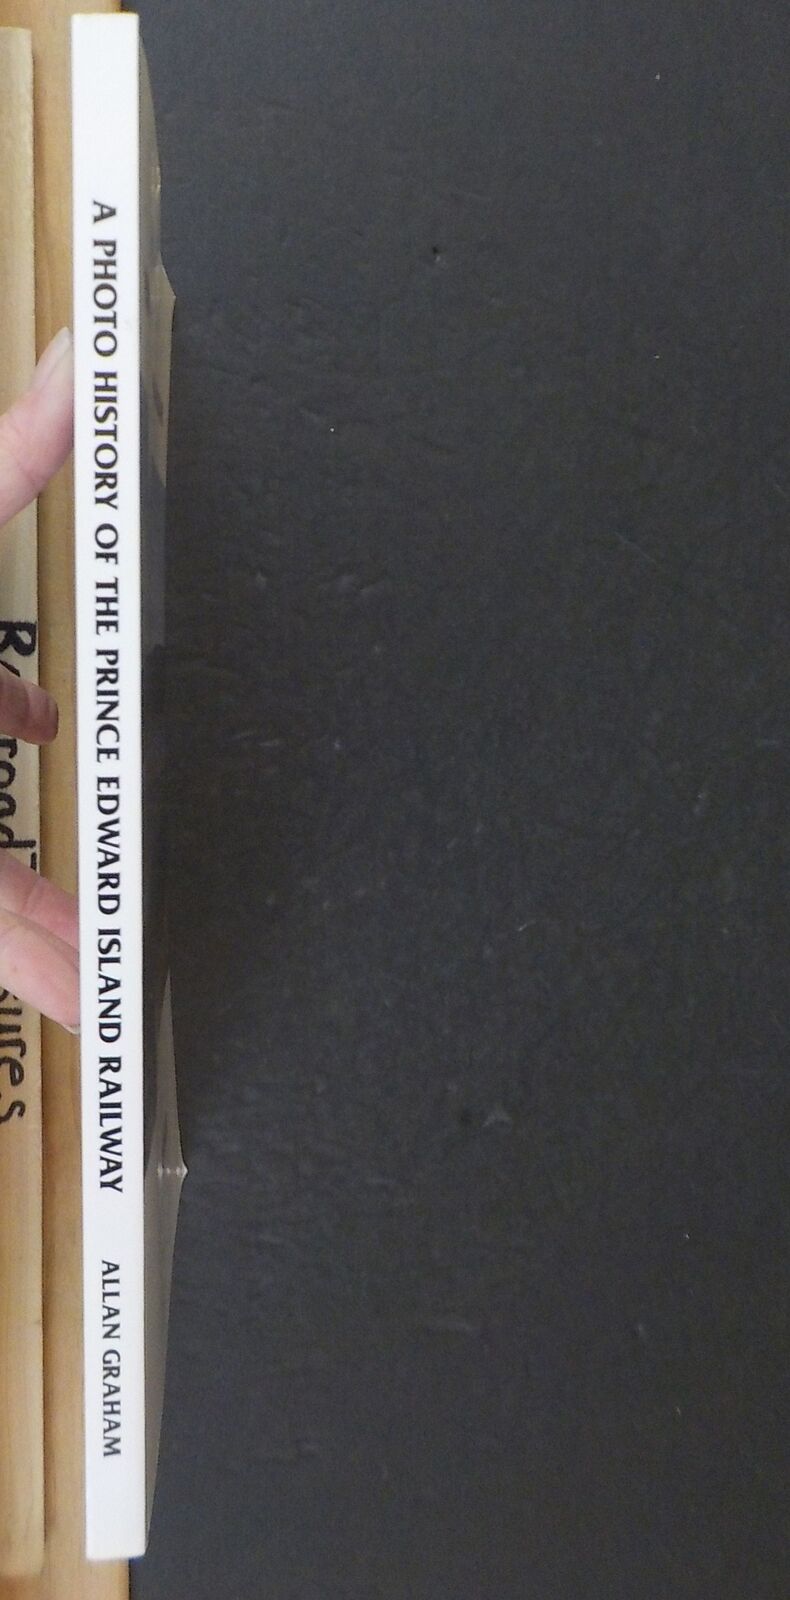 A PHOTO HISTORY OF THE PRINCE EDWARD ISLAND RAILWAY ALLAN GRAHAM